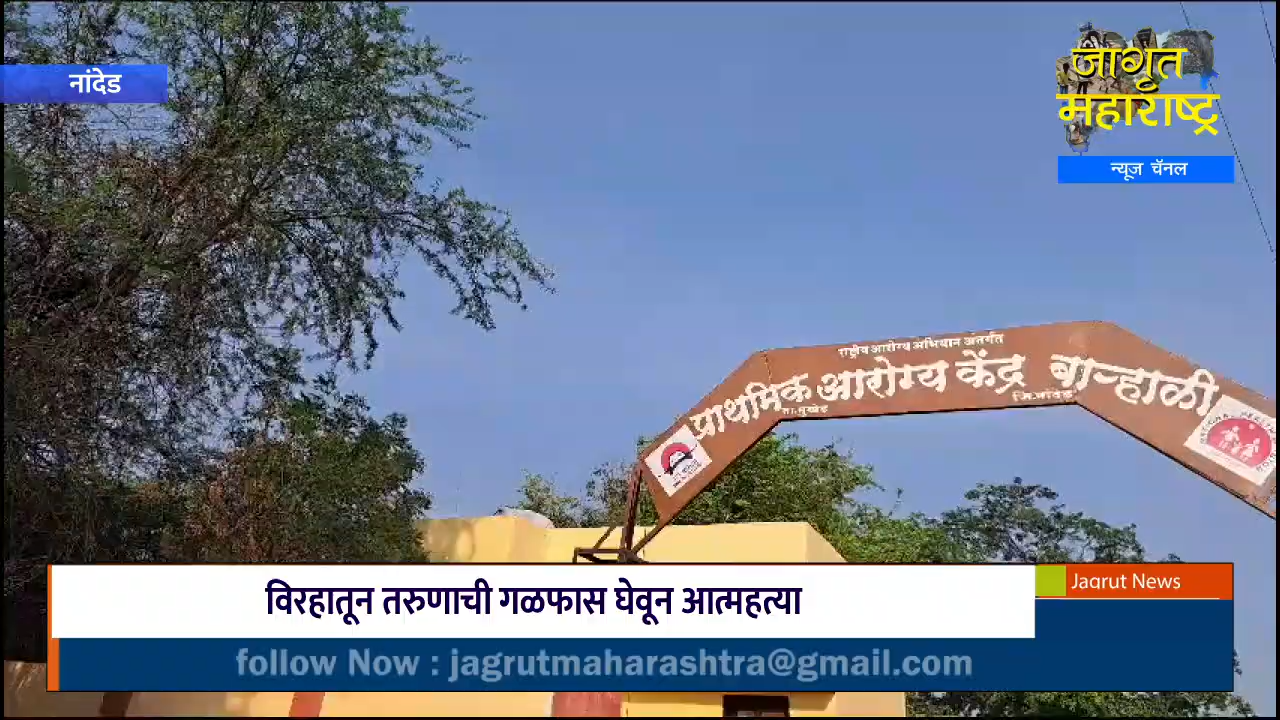 नांदेड
जागृत
महाराष्ट्र
न्यूज चॅनल
राष्ट्रीय आरोग्य अभियान अंतर्गत
प्राथमिक आरोग्य केंद्र बाऱ्हाळी
ता.मुखेड जि.नांदेड
विरहातून तरुणाची गळफास घेवून आत्महत्या
Jagrut News
follow Now : jagrutmaharashtra@gmail.com